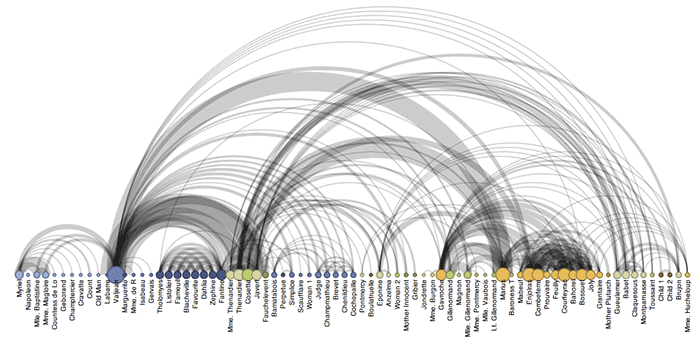 Myriel
Napoleon
Mlle. Baptistine
Mme. Magloire
Countess de Lo
Geborand
Champtercier
Cravatte
Count
Old Man
Labarre
Valjean
Marguerite
Mme. de R
Isabeau
Gervais
Tholomyes
Listolier
Fameuil
Blacheville
Favourite
Dahlia
Zephine
Fantine
Mme. Thenardier
Thenardier
Cosette
Javert
Fauchelevent
Bamatabois
Perpetue
Simplice
Scaufflaire
Woman 1
Judge
Champmathieu
Brevet
Chenildieu
Cochepaille
Pontmercy
Boulatruelle
Eponine
Anzelma
Woman 2
Mother Innocent
Gribier
Jondrette
Mme. Burgon
Gavroche
Gillenormand
Magnon
Mlle. Gillenormand
Mme. Pontmercy
Mlle. Vaubois
Lt. Gillenormand
Marius
Baroness T
Mabeuf
Enjolras
Combeferre
Prouvaire
Feuilly
Courfeyrac
Bahorel
Bossuet
Joly
Grantaire
Mother Plutarch
Gueulemer
Babet
Claquesous
Montparnasse
Toussaint
Child 1
Child 2
Brujon
Mme. Hucheloup